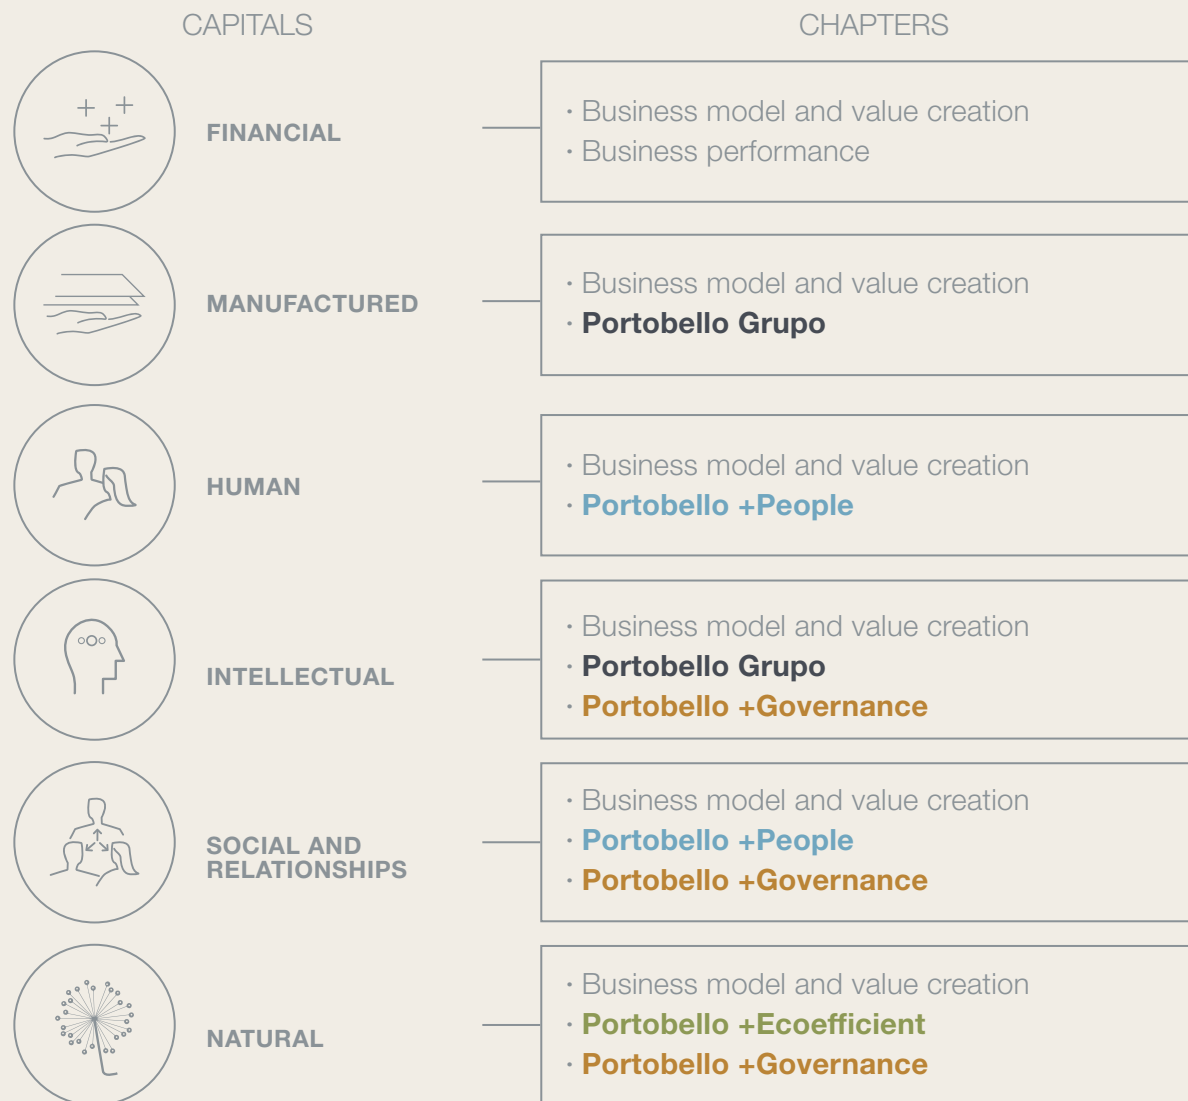 CAPITALS
CHAPTERS
FINANCIAL
· Business model and value creation
· Business performance
MANUFACTURED
· Business model and value creation
· Portobello Grupo
HUMAN
· Business model and value creation
· Portobello +People
INTELLECTUAL
· Business model and value creation
· Portobello Grupo
· Portobello +Governance
SOCIAL AND
RELATIONSHIPS
· Business model and value creation
· Portobello +People
· Portobello +Governance
NATURAL
· Business model and value creation
· Portobello +Ecoefficient
· Portobello +Governance